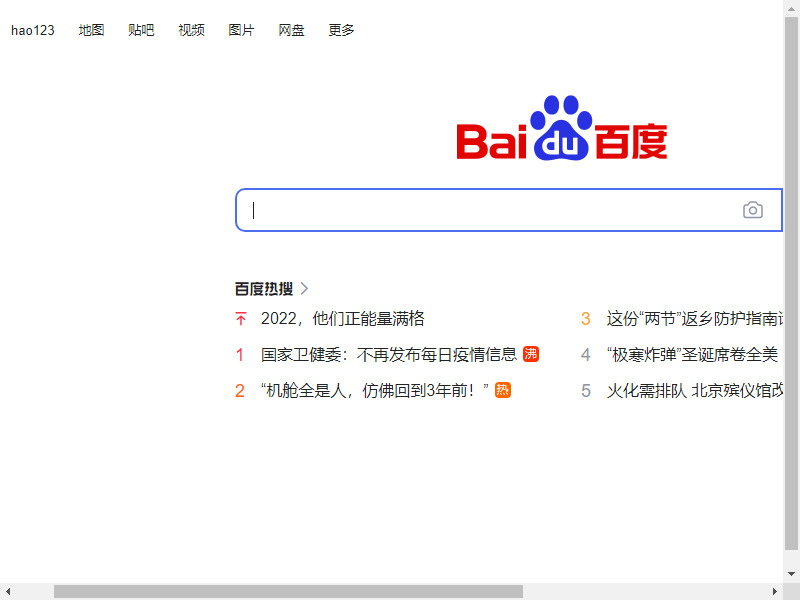 hao123 地图 贴吧 视频 图片 网盘 更多
Bai du 百度
百度热搜
2022，他们正能量满格
1 国家卫健委：不再发布每日疫情信息 沸
2 “机舱全是人，仿佛回到3年前！” 热
3 这份“两节”返乡防护指南
4 “极寒炸弹”圣诞席卷全美
5 火化需排队 北京殡仪馆改